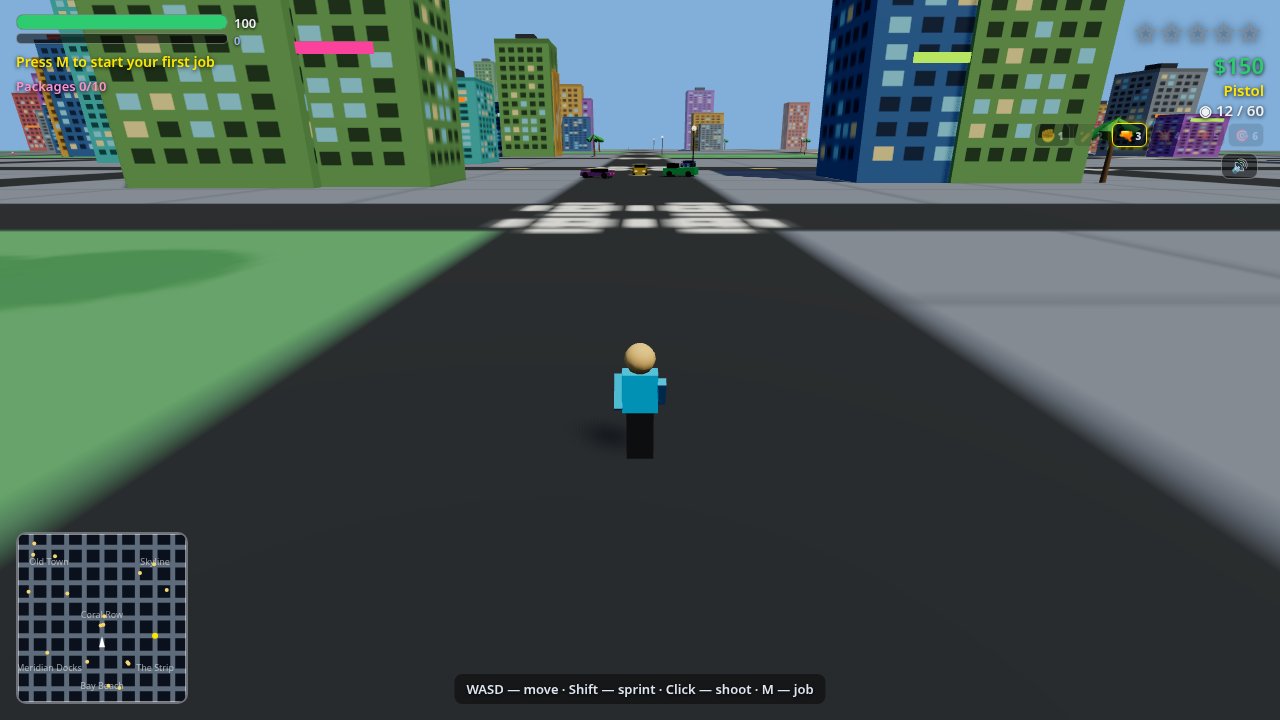 100
0
Press M to start your first job
Packages 0/10
$150
Pistol
12 / 60
1
3
6
Old Town
Skyline
Coral Row
Meridian Docks
The Strip
Bay Beach
WASD — move · Shift — sprint · Click — shoot · M — job